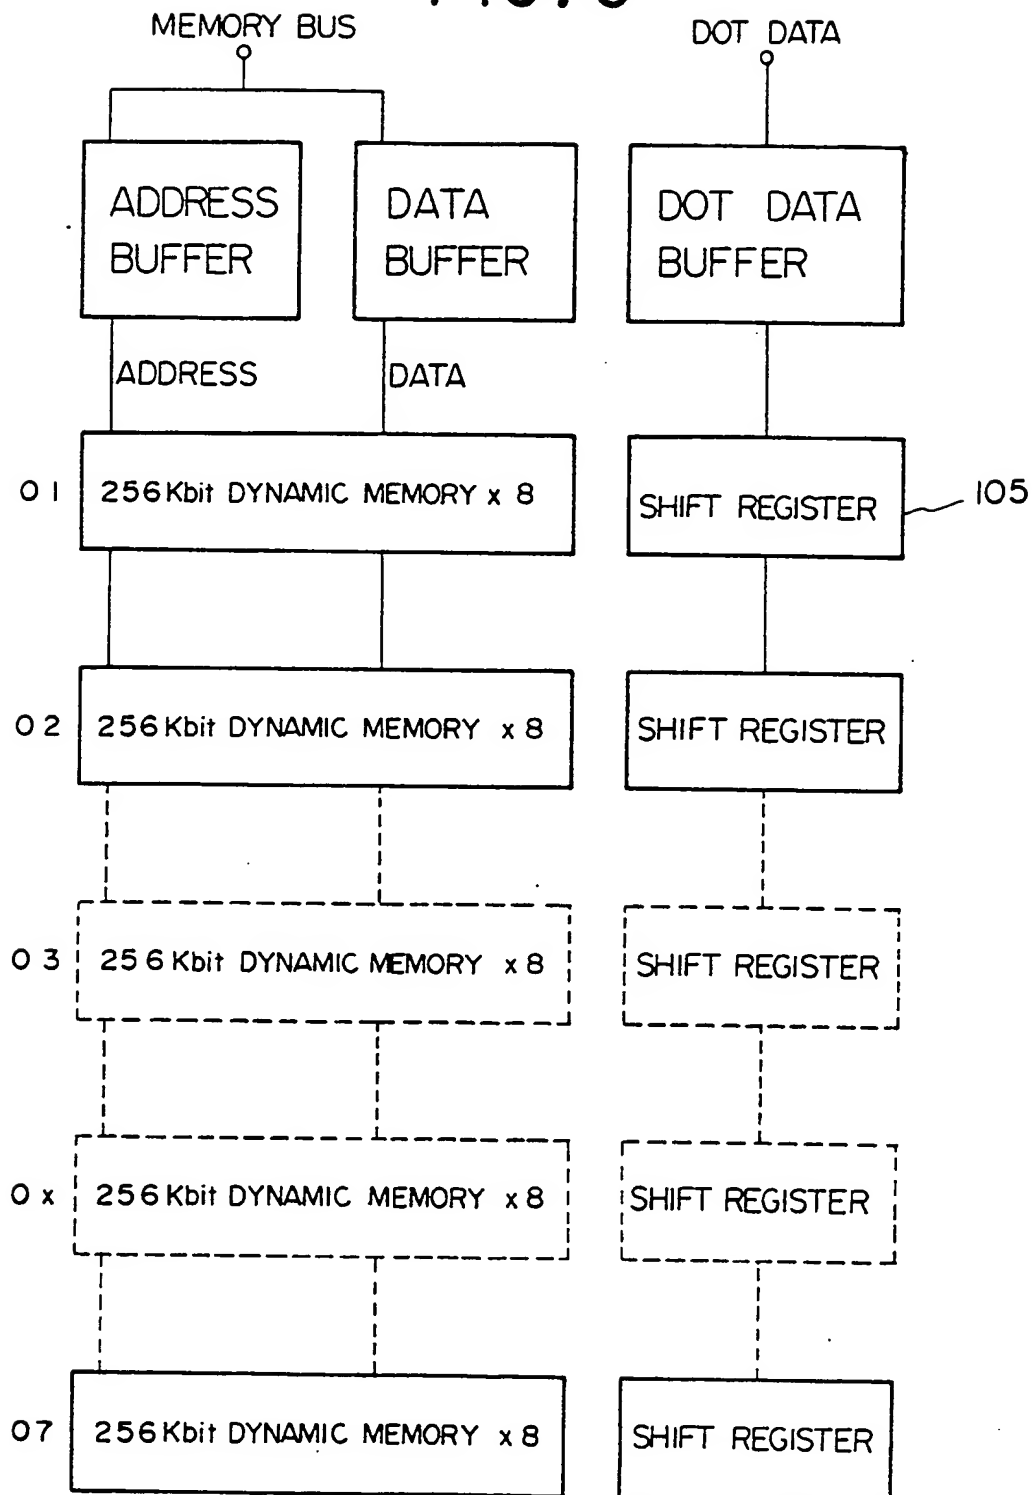 MEMORY BUS
DOT DATA
ADDRESS
BUFFER
DATA
BUFFER
DOT DATA
BUFFER
ADDRESS
DATA
01
256Kbit DYNAMIC MEMORY x 8
SHIFT REGISTER
105
02
256Kbit DYNAMIC MEMORY x 8
SHIFT REGISTER
03
256Kbit DYNAMIC MEMORY x 8
SHIFT REGISTER
0x
256Kbit DYNAMIC MEMORY x 8
SHIFT REGISTER
07
256Kbit DYNAMIC MEMORY x 8
SHIFT REGISTER